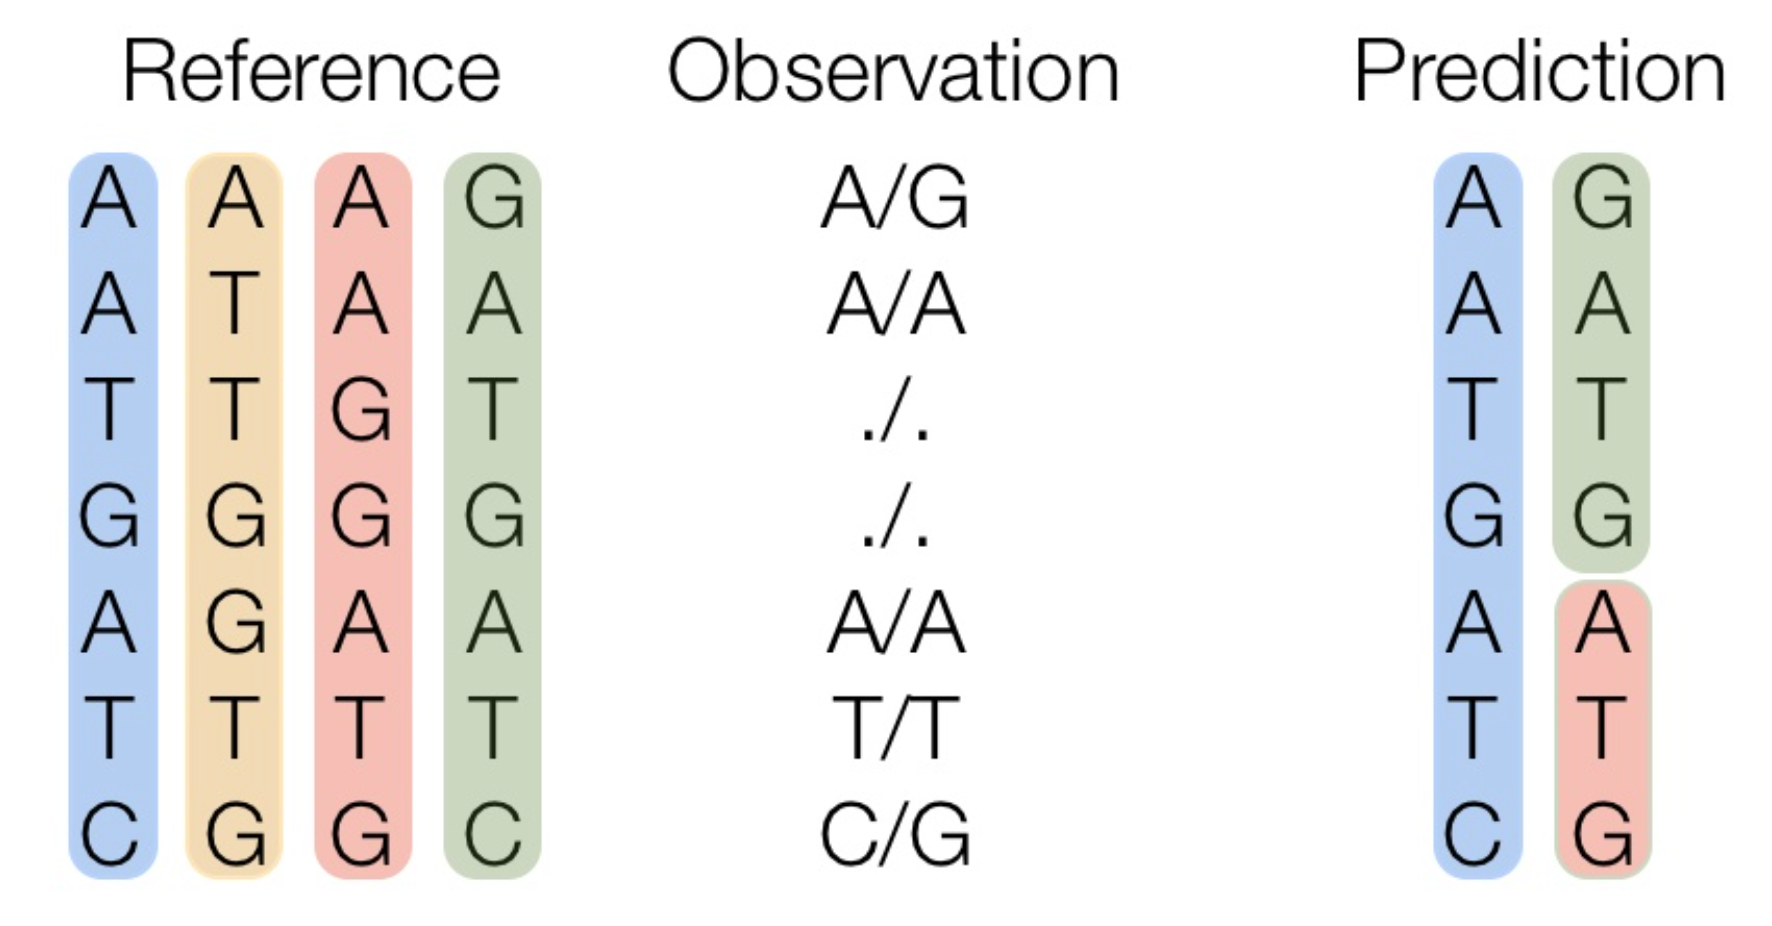 Reference Observation Prediction
A A A G A/G A G
A T A A A/A A A
T T G T ./. T T
G G G G ./. G G
A G A A A/A A A
T T T T T/T T T
C G G C C/G C G